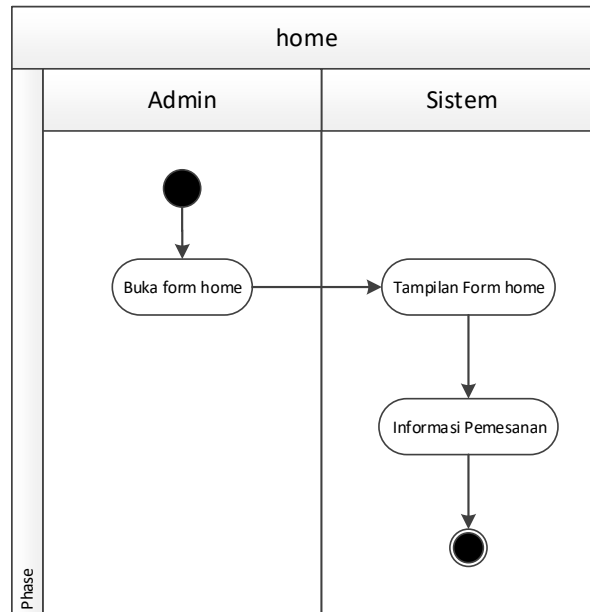 home
Admin
Sistem
Buka form home
Tampilan Form home
Informasi Pemesanan
Phase